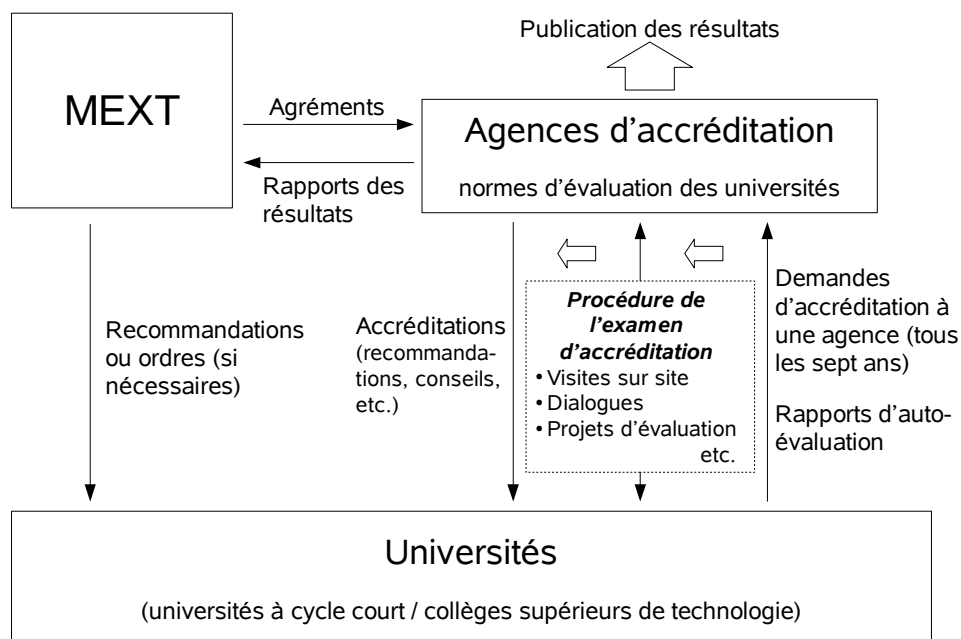 Publication des résultats
MEXT
Agréments
Agences d’accréditation
normes d’évaluation des universités
Rapports des
résultats
Recommandations
ou ordres (si
nécessaires)
Accréditations
(recommanda-
tions, conseils,
etc.)
Procédure de
l’examen
d’accréditation
• Visites sur site
• Dialogues
• Projets d’évaluation
etc.
Demandes
d’accréditation à
une agence (tous
les sept ans)
Rapports d’auto-
évaluation
Universités
(universités à cycle court / collèges supérieurs de technologie)